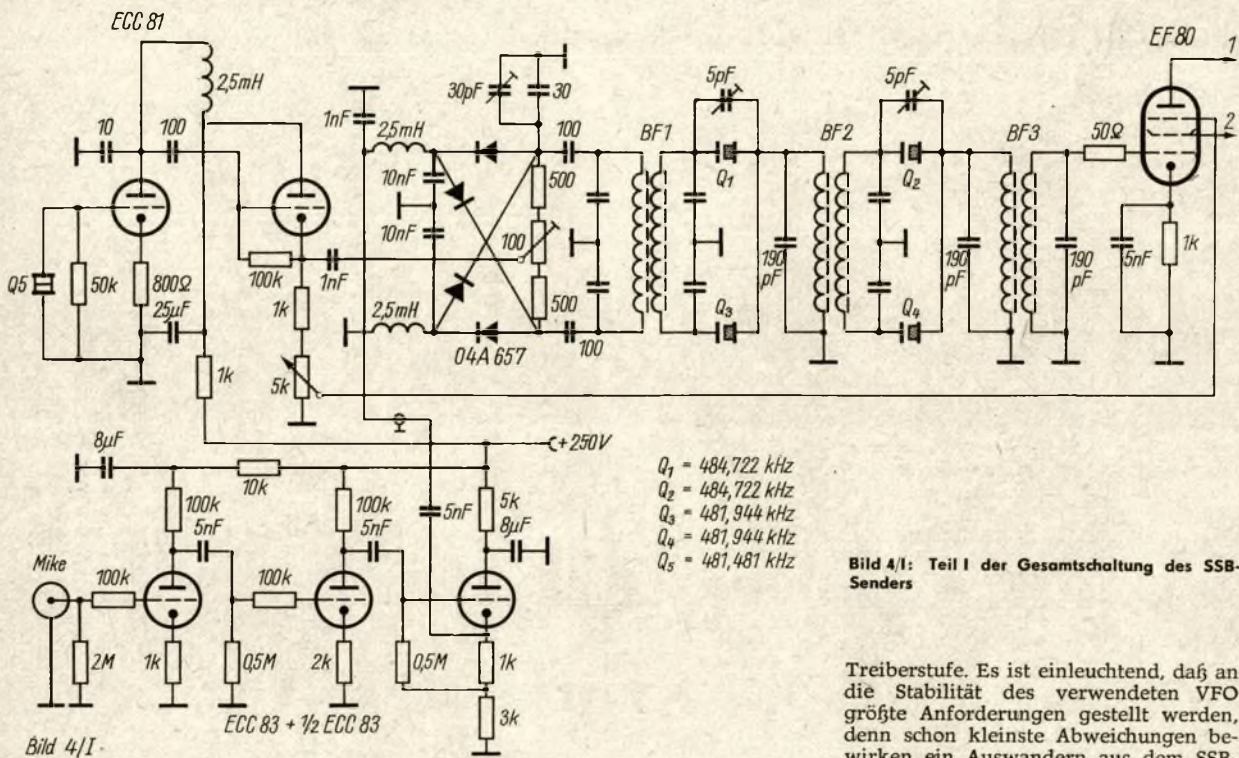 ECC 81
EF 80
1
2
2,5mH
10
100
30pF
30
1nF
2,5mH
100
5pF
5pF
BF1
BF2
BF3
50Ω
10nF
10nF
500
100
500
Q1
Q2
Q5
50k
800Ω
25µF
100k
1nF
1k
5k
2,5mH
04A 657
100
Q3
Q4
190 pF
190 pF
190 pF
5nF
1k
1k
+250V
8µF
10k
100k
5nF
100k
5nF
5nF
5k
8µF
Q1 = 484,722 kHz
Q2 = 484,722 kHz
Q3 = 481,944 kHz
Q4 = 481,944 kHz
Q5 = 481,481 kHz
Mike
100k
100k
2M
1k
0,5M
2k
0,5M
1k
3k
ECC 83 + ½ ECC 83
Bild 4/I
Bild 4/I: Teil I der Gesamtschaltung des SSB-
Senders
Treiberstufe. Es ist einleuchtend, daß an
die Stabilität des verwendeten VFO
größte Anforderungen gestellt werden,
denn schon kleinste Abweichungen be-
wirken ein Auswandern aus dem SSB-